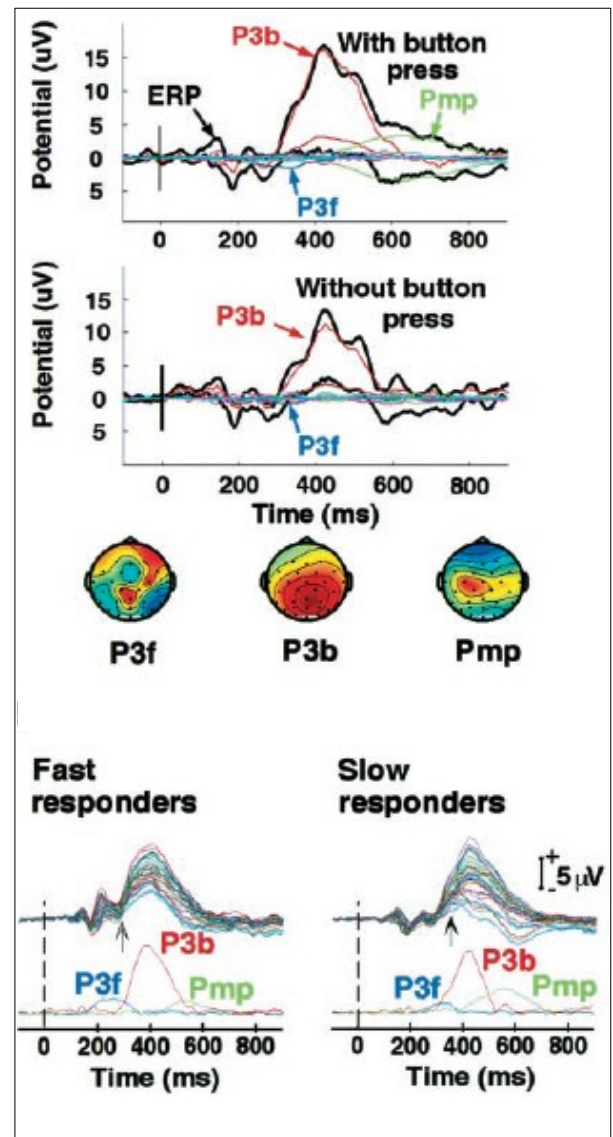 P3b
With button
press
ERP
Pmp
Potential (uV)
15
10
5
0
5
P3f
0 200 400 600 800
Without button
press
P3b
Potential (uV)
15
10
5
0
5
P3f
0 200 400 600 800
Time (ms)
P3f P3b Pmp
Fast
responders
Slow
responders
+
-
5 µV
P3b
P3f
Pmp
P3b
P3f
Pmp
0 200 400 600 800
Time (ms)
0 200 400 600 800
Time (ms)